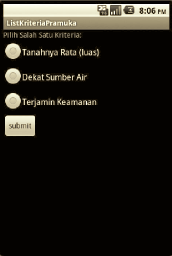 8:06 PM
ListKriteriaPramuka
Pilih Salah Satu Kriteria:
Tanahnya Rata (luas)
Dekat Sumber Air
Terjamin Keamanan
submit